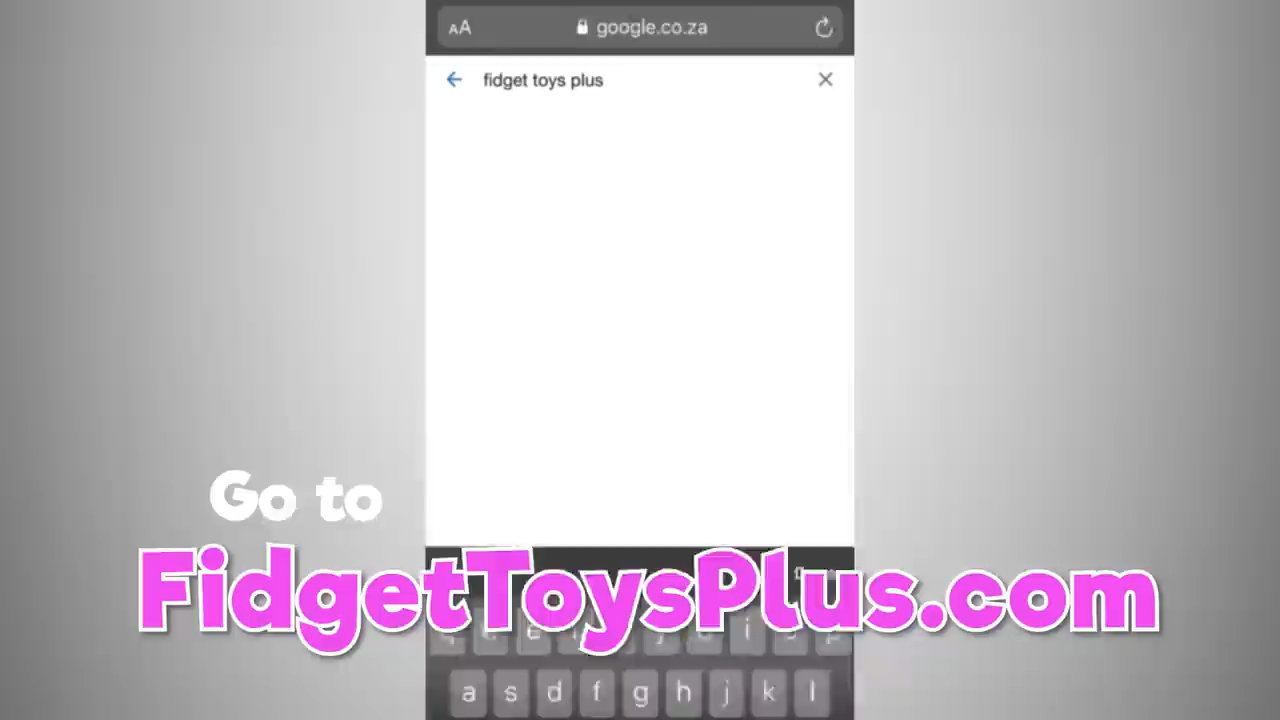 AA google.co.za
fidget toys plus
Go to
FidgetToysPlus.com
a s d f g h j k l